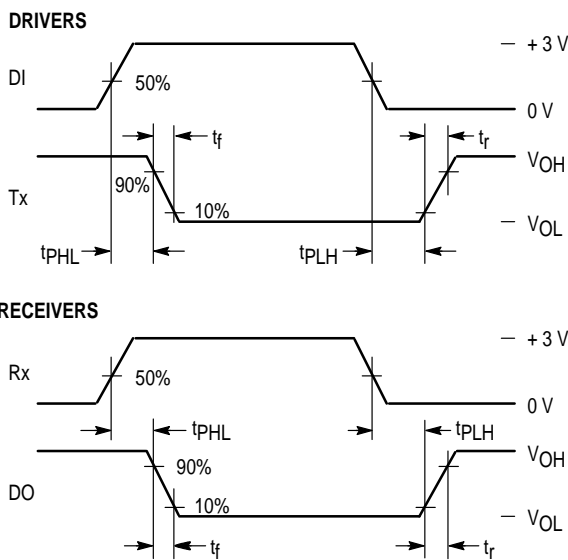 DRIVERS
+ 3 V
DI
50%
0 V
tf
tr
VOH
90%
Tx
10%
VOL
tPHL
tPLH
RECEIVERS
+ 3 V
Rx
50%
0 V
tPHL
tPLH
VOH
90%
DO
10%
VOL
tf
tr